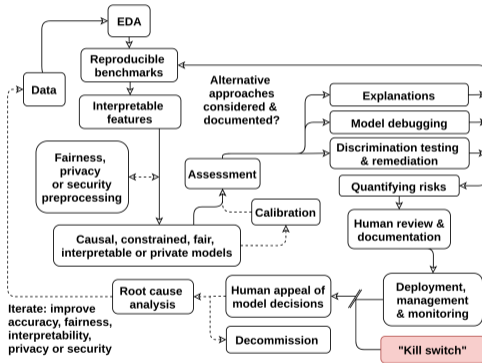 EDA
Reproducible
benchmarks
Data
Alternative
approaches
considered &
documented?
Interpretable
features
Explanations
Model debugging
Discrimination testing
& remediation
Fairness,
privacy
or security
preprocessing
Assessment
Quantifying risks
Calibration
Human review &
documentation
Causal, constrained, fair,
interpretable or private models
Root cause
analysis
Human appeal of
model decisions
Deployment,
management
& monitoring
Iterate: improve
accuracy, fairness,
interpretability,
privacy or security
Decommission
"Kill switch"